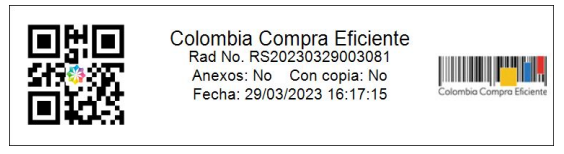 Colombia Compra Eficiente
Rad No. RS20230329003081
Anexos: No Con copia: No
Fecha: 29/03/2023 16:17:15
Colombia Compra Eficiente